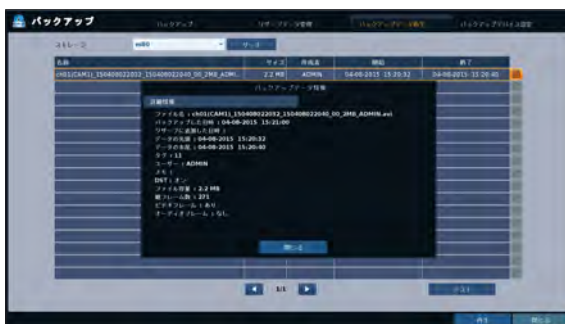 バックアップ
バックアップ
リザーブデータ管理
バックアップデータ再生
バックアップデバイス設定
ストレージ
sd80
サーチ
名前
サイズ
作成者
開始
終了
ch01(CAM1)_150408022032_150408022040_00_2MB_ADMI..
2.2 MB
ADMIN
04-08-2015 15:20:32
04-08-2015 15:20:40
バックアップデータ情報
詳細情報
ファイル名 : ch01(CAM1)_150408022032_150408022040_00_2MB_ADMIN.avi
バックアップした日時 : 04-08-2015 15:21:00
リザーブに追加した日時 :
データの先頭 : 04-08-2015 15:20:32
データの末尾 : 04-08-2015 15:20:40
タグ : 11
ユーザー : ADMIN
メモ :
DST : オン
ファイル容量 : 2.2 MB
総フレーム数 : 271
ビデオフレーム : あり
オーディオフレーム : なし
閉じる
1/1
テスト
再生
閉じる